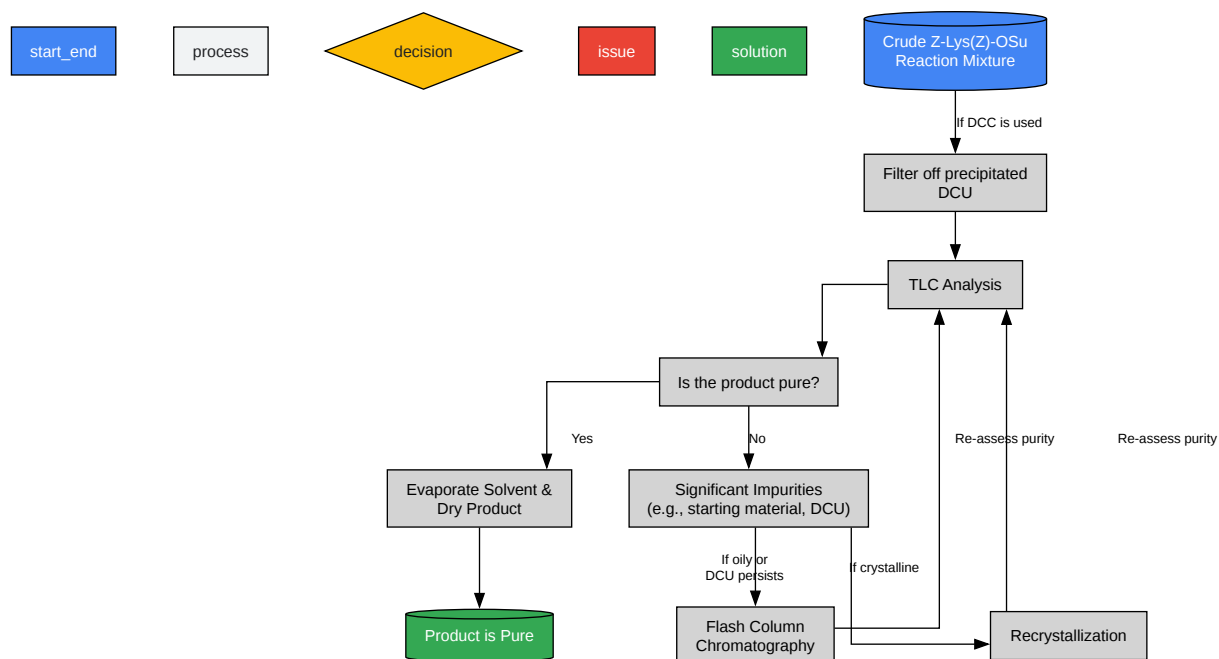 start_end
process
decision
issue
solution
Crude Z-Lys(Z)-OSu
Reaction Mixture
If DCC is used
Filter off precipitated
DCU
TLC Analysis
Is the product pure?
Yes
No
Re-assess purity
Re-assess purity
Evaporate Solvent &
Dry Product
Significant Impurities
(e.g., starting material, DCU)
If oily or
DCU persists
If crystalline
Product is Pure
Flash Column
Chromatography
Recrystallization